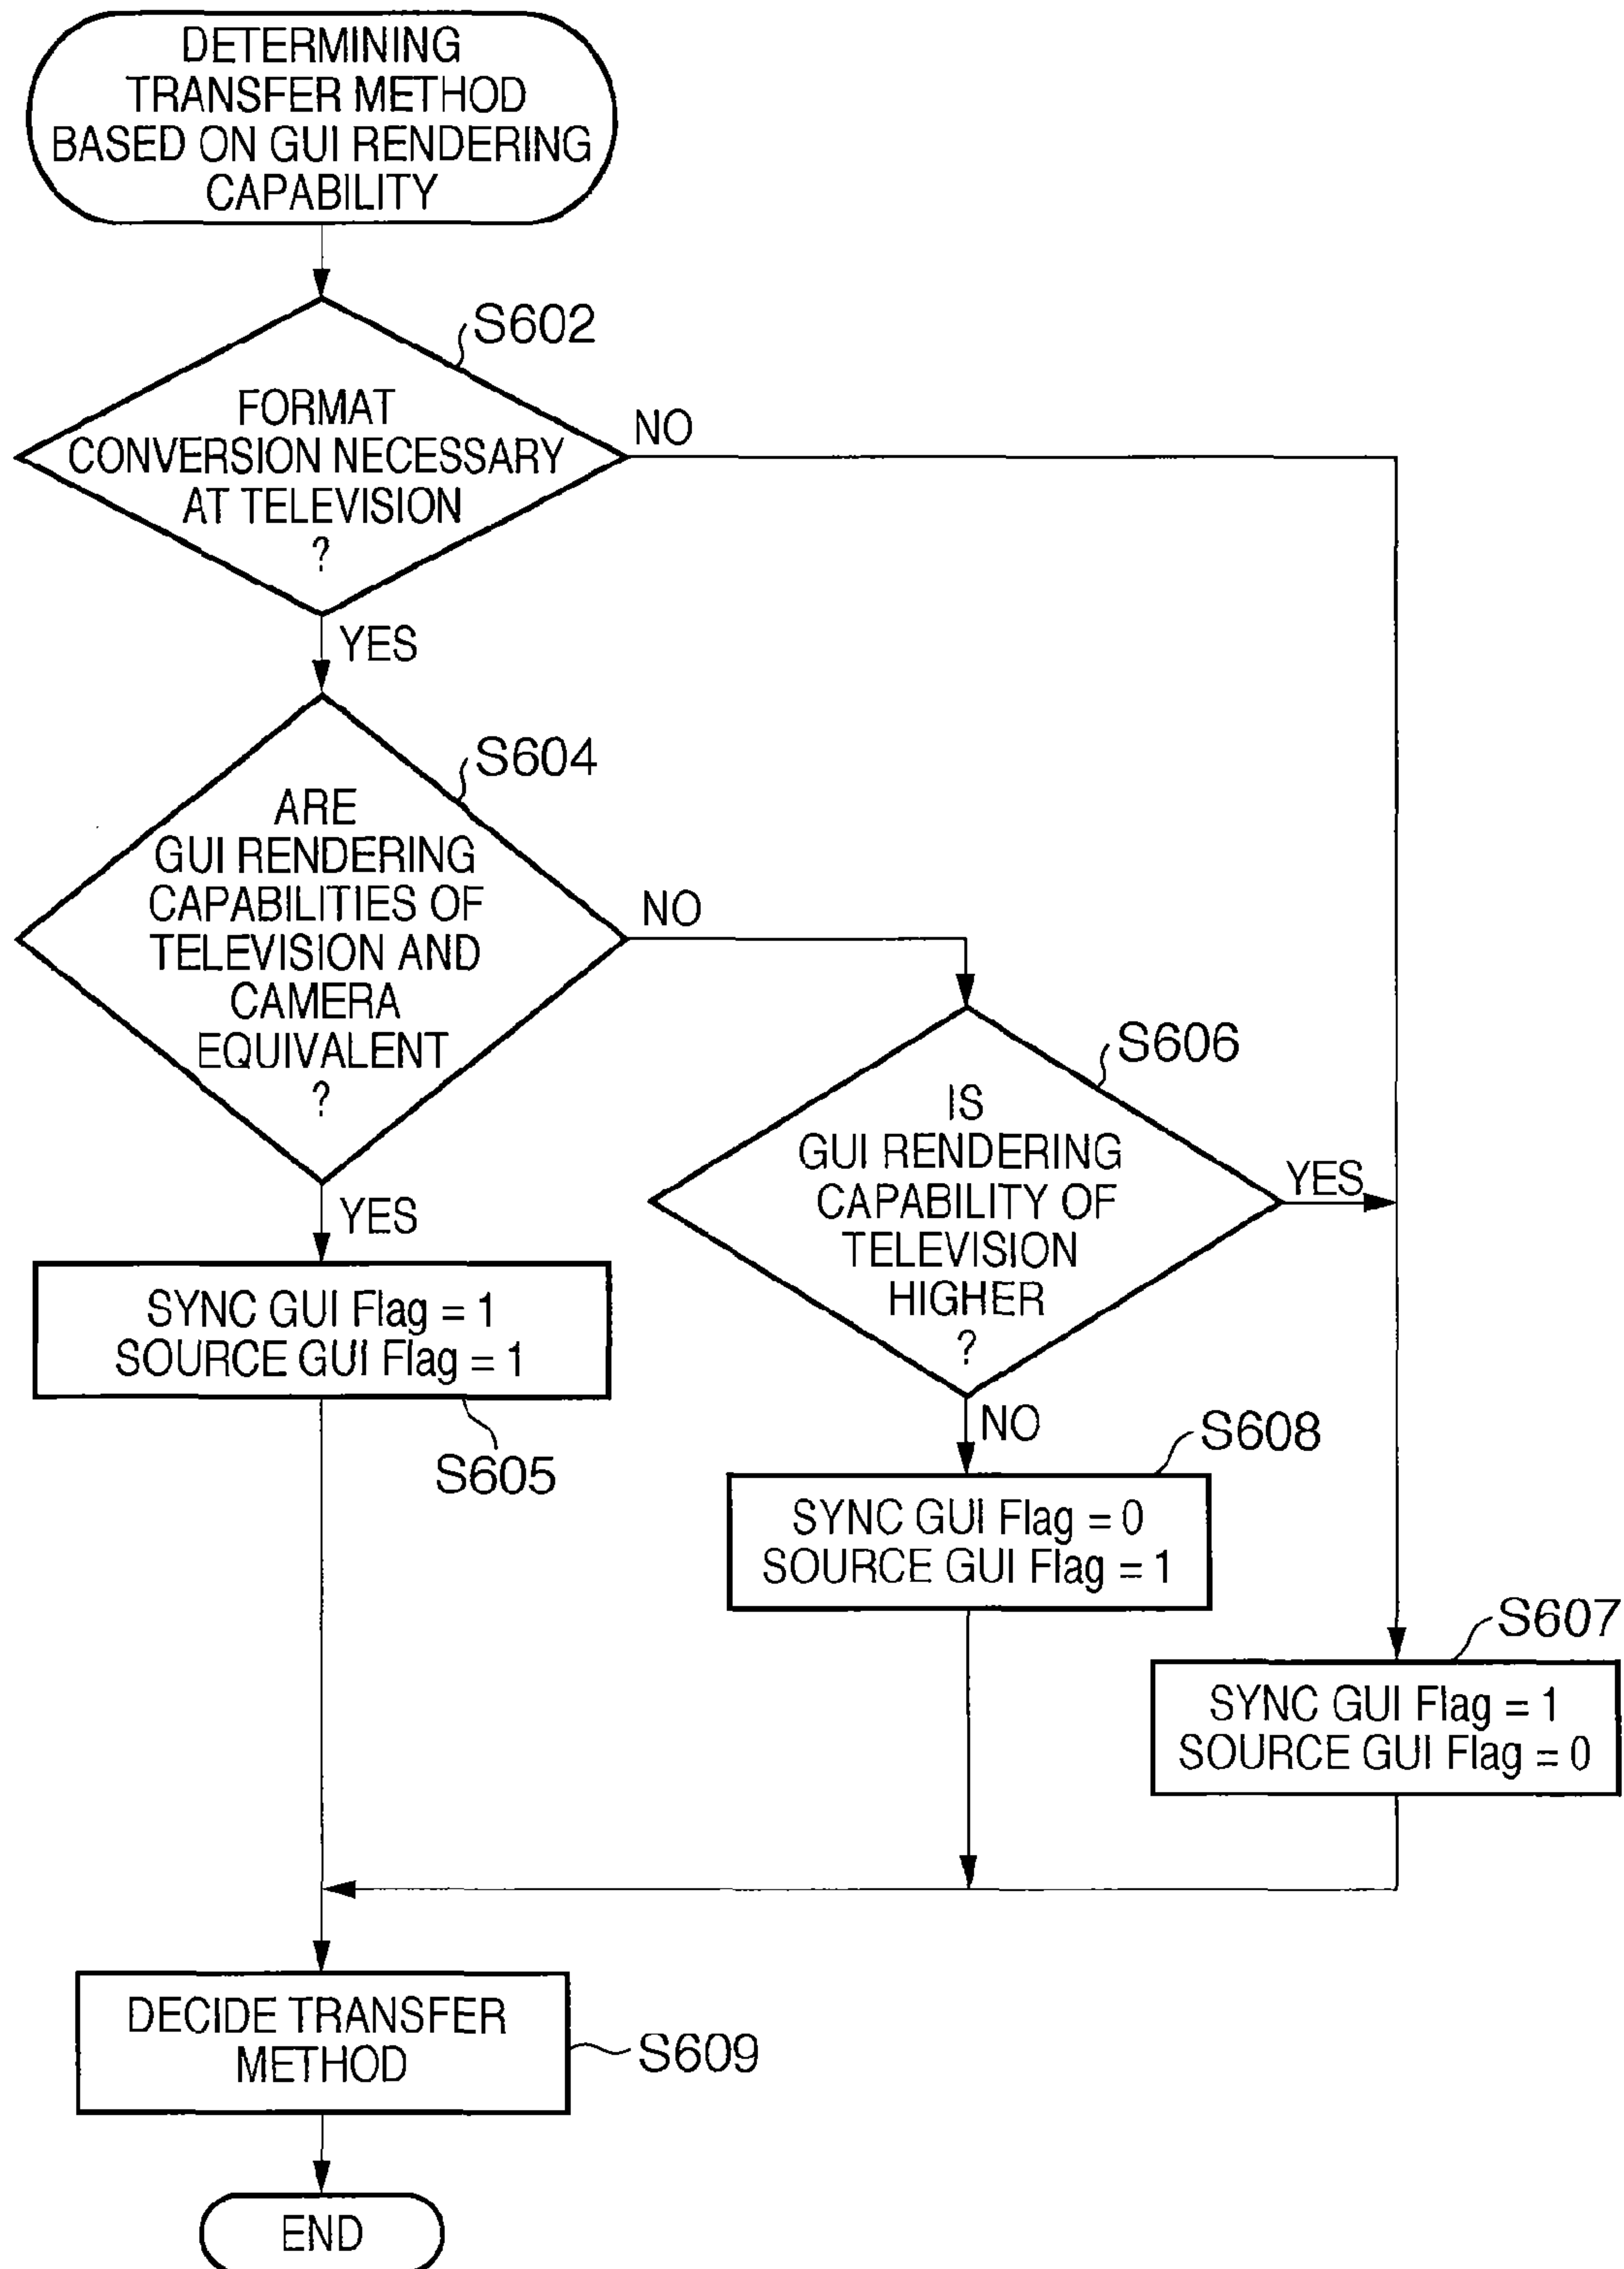 DETERMINING
TRANSFER METHOD
BASED ON GUI RENDERING
CAPABILITY
S602
FORMAT
CONVERSION NECESSARY
AT TELEVISION
?
NO
YES
S604
ARE
GUI RENDERING
CAPABILITIES OF
TELEVISION AND
CAMERA
EQUIVALENT
?
NO
YES
S606
IS
GUI RENDERING
CAPABILITY OF
TELEVISION
HIGHER
?
YES
NO
SYNC GUI Flag = 1
SOURCE GUI Flag = 1
S605
S608
SYNC GUI Flag = 0
SOURCE GUI Flag = 1
S607
SYNC GUI Flag = 1
SOURCE GUI Flag = 0
DECIDE TRANSFER
METHOD
S609
END